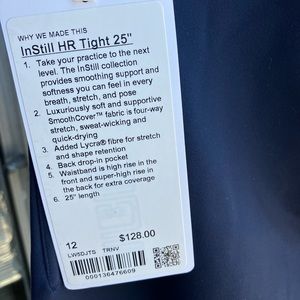 WHY WE MADE THIS
InStill HR Tight 25"
1. Take your practice to the next
level. The InStill collection
provides smoothing support and
softness you can feel in every
breath, stretch, and pose
2. Luxuriously soft and supportive
SmoothCover™ fabric is four-way
stretch, sweat-wicking and
quick-drying
3. Added Lycra® fibre for stretch
and shape retention
4. Back drop-in pocket
5. Waistband is high rise in the
front and super-high rise in
the back for extra coverage
6. 25" length
12 $128.00
LW5DJTS TRNV
000136476609